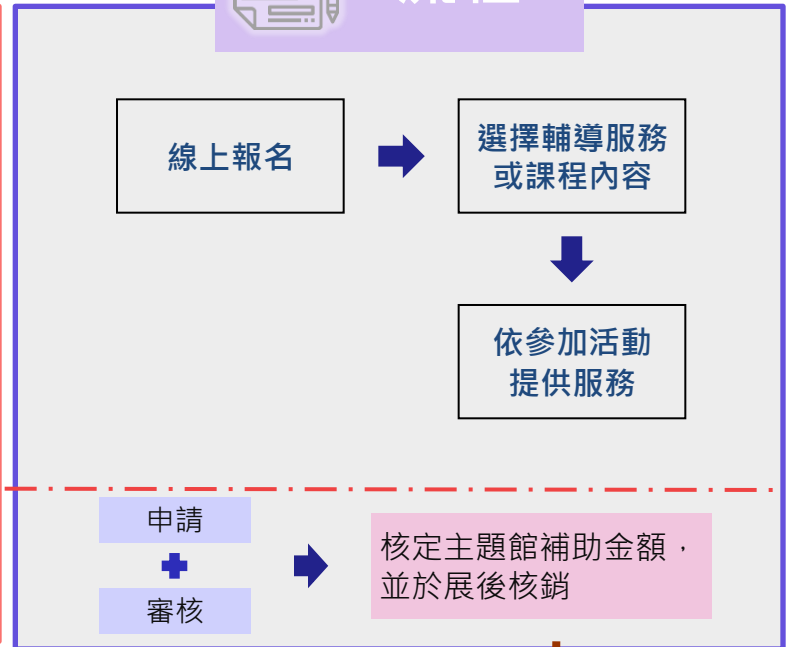 流程
線上報名
選擇輔導服務
或課程內容
依參加活動
提供服務
申請
審核
核定主題館補助金額，
並於展後核銷